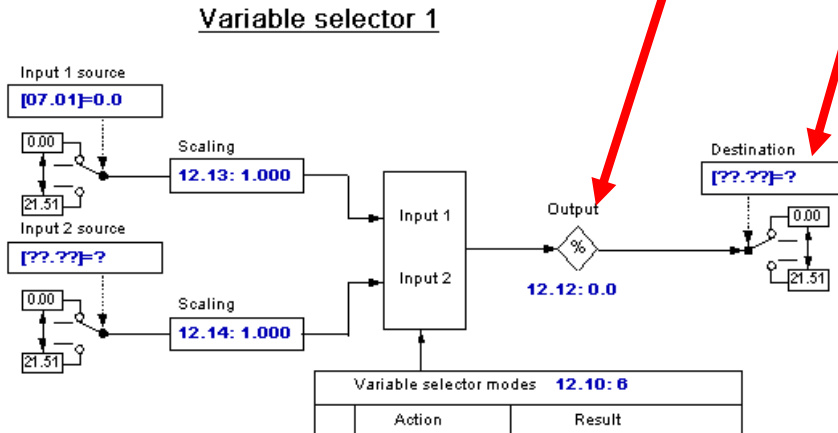 Variable selector 1
Input 1 source
[07.01]=0.0
0.00
21.51
Scaling
12.13: 1.000
Input 2 source
[??.??]=?
0.00
21.51
Scaling
12.14: 1.000
Input 1
Input 2
Output
%
12.12: 0.0
Destination
[??.??]=?
0.00
21.51
Variable selector modes 12.10: 6
Action Result